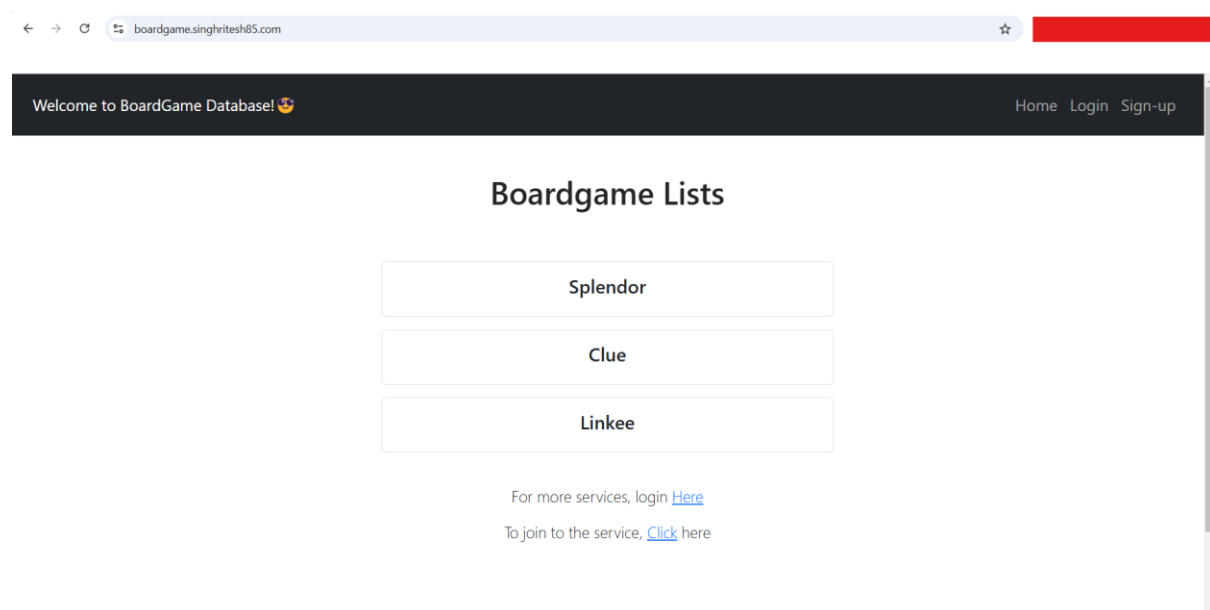 boardgame.singhritesh85.com
Welcome to BoardGame Database! Home Login Sign-up
Boardgame Lists
Splendor
Clue
Linkee
For more services, login Here
To join to the service, Click here